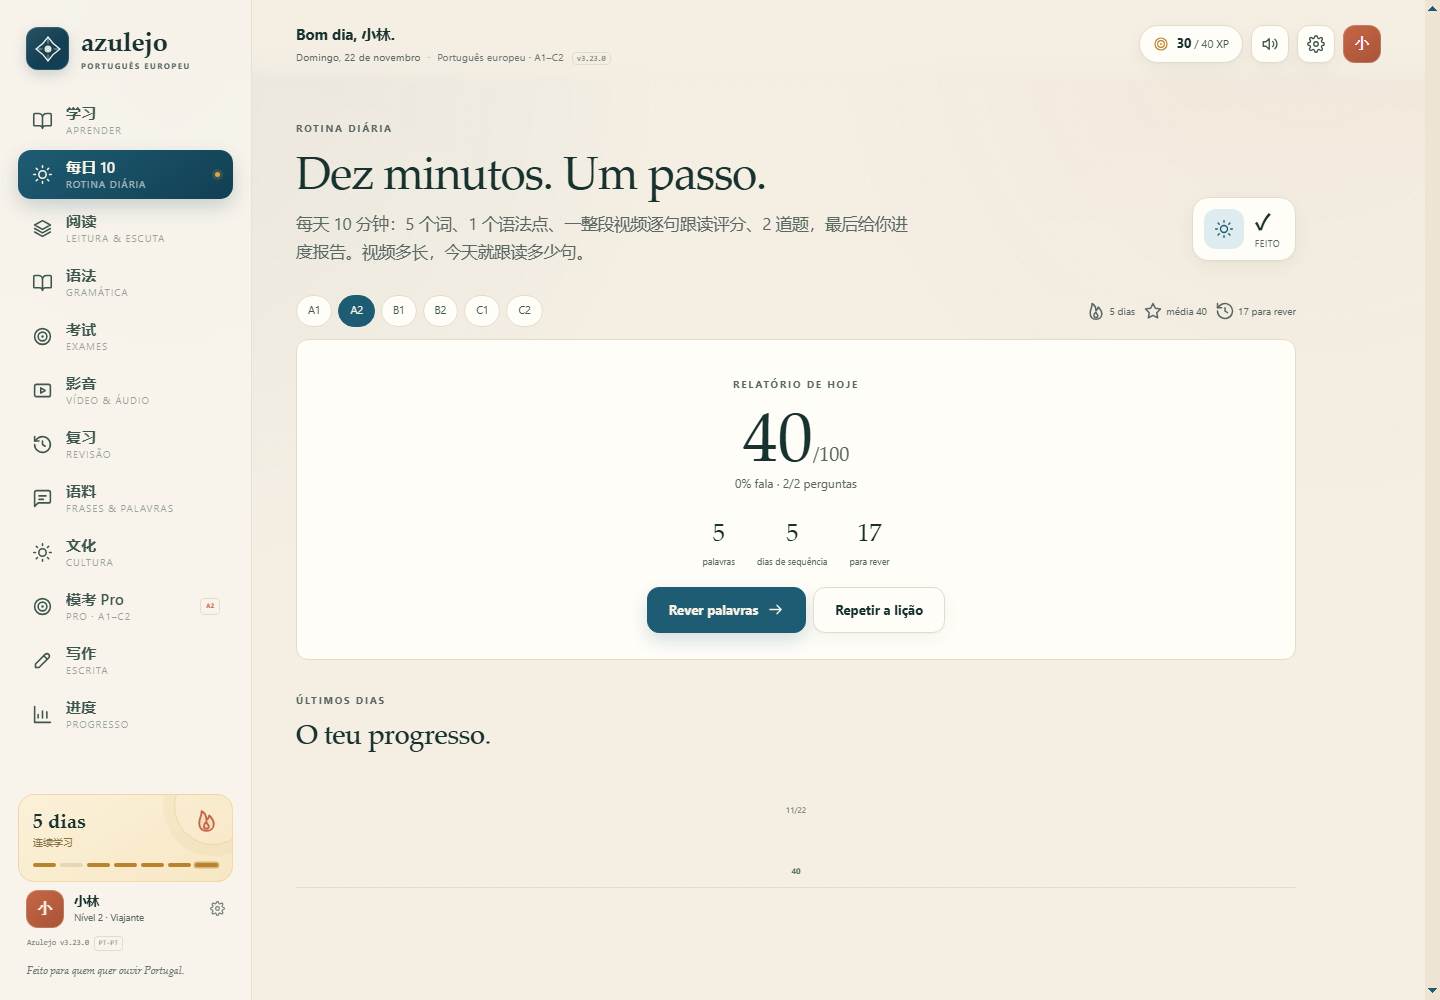 azulejo
PORTUGUÊS EUROPEU
学习
APRENDER
每日 10
ROTINA DIÁRIA
阅读
LEITURA & ESCUTA
语法
GRAMÁTICA
考试
EXAMES
影音
VÍDEO & ÁUDIO
复习
REVISÃO
语料
FRASES & PALAVRAS
文化
CULTURA
模考 Pro
PRO · A1–C2
A2
写作
ESCRITA
进度
PROGRESSO
5 dias
连续学习
小
小林
Nível 2 · Viajante
Azulejo v3.23.0 PT-PT
Feito para quem quer ouvir Portugal.
Bom dia, 小林.
Domingo, 22 de novembro · Português europeu · A1–C2 v3.23.0
30 / 40 XP
小
ROTINA DIÁRIA
Dez minutos. Um passo.
每天 10 分钟：5 个词、1 个语法点、一整段视频逐句跟读评分、2 道题，最后给你进
度报告。视频多长，今天就跟读多少句。
✓
FEITO
A1 A2 B1 B2 C1 C2
5 dias média 40 17 para rever
RELATÓRIO DE HOJE
40/100
0% fala · 2/2 perguntas
5 5 17
palavras dias de sequência para rever
Rever palavras → Repetir a lição
ÚLTIMOS DIAS
O teu progresso.
11/22
40